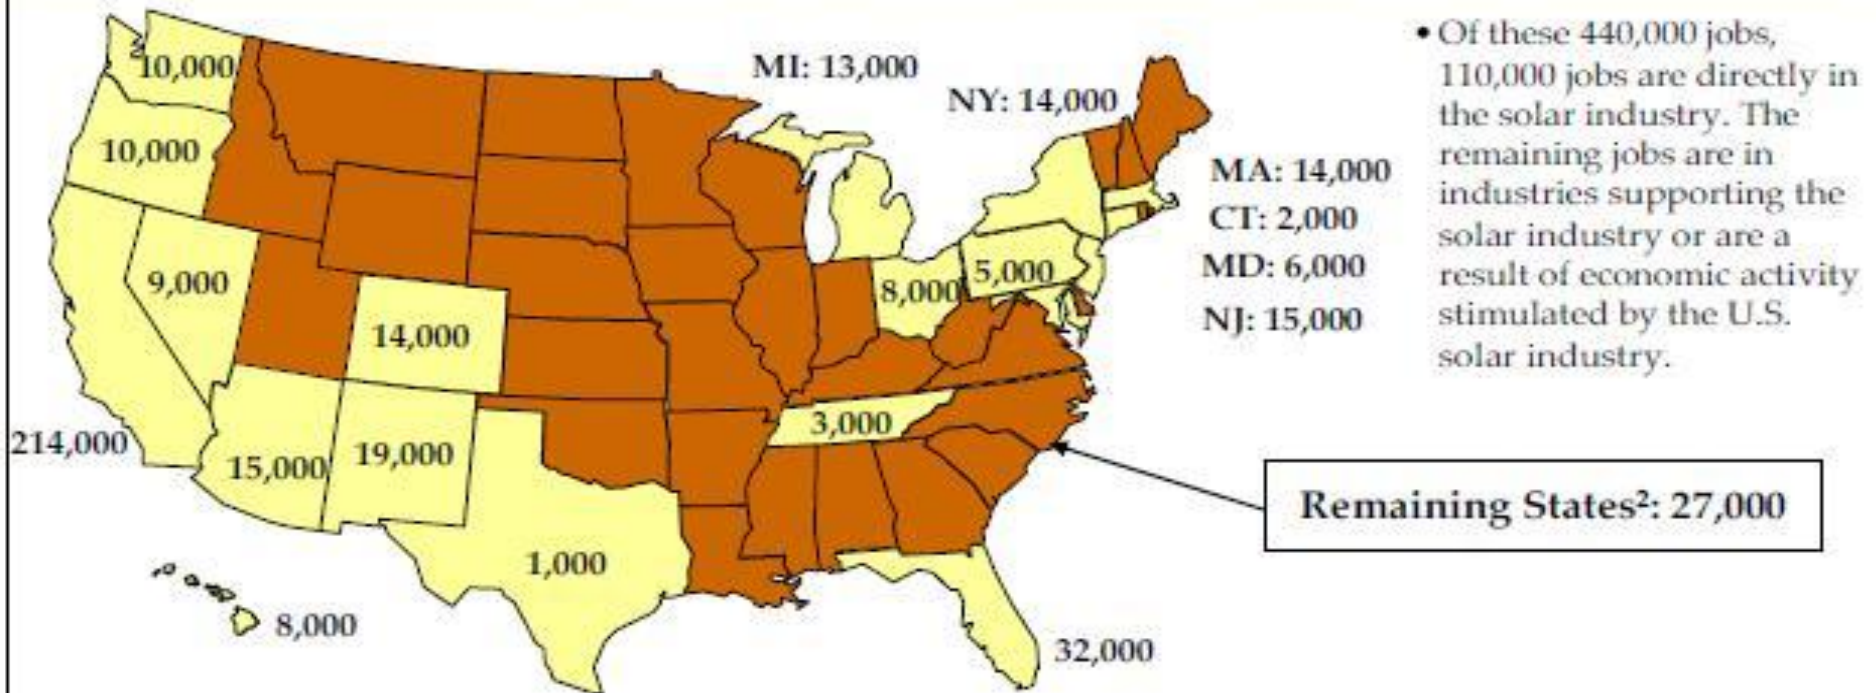 10,000
MI: 13,000
NY: 14,000
10,000
MA: 14,000
CT: 2,000
MD: 6,000
NJ: 15,000
9,000
8,000
5,000
14,000
3,000
214,000
15,000
19,000
1,000
8,000
32,000
• Of these 440,000 jobs,
110,000 jobs are directly in
the solar industry. The
remaining jobs are in
industries supporting the
solar industry or are a
result of economic activity
stimulated by the U.S.
solar industry.
Remaining States²: 27,000